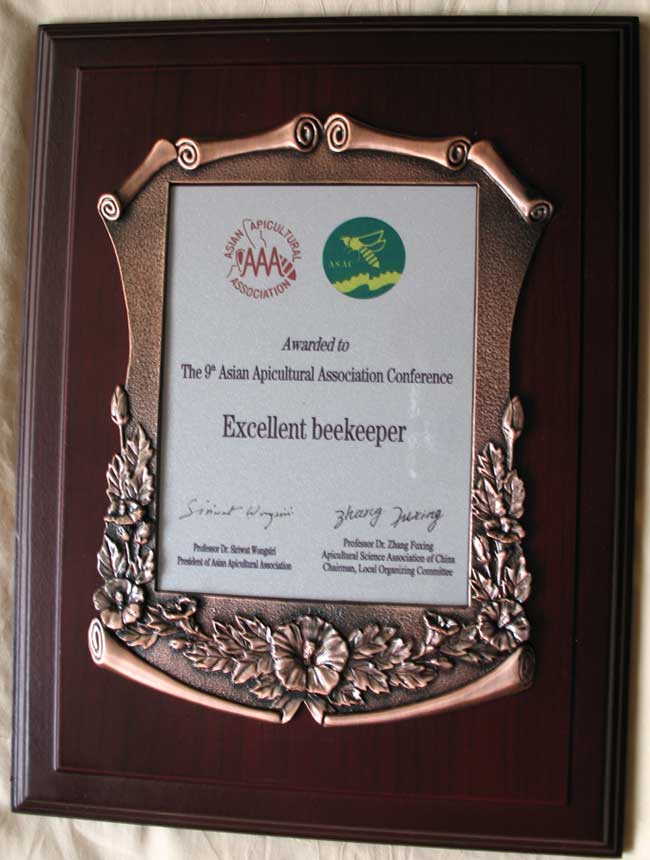 ASIAN APICULTURAL
AAA
ASSOCIATION
ASAC
Awarded to
The 9th Asian Apicultural Association Conference
Excellent beekeeper
Siriwat Wongsiri
Zhang Fuxing
Professor Dr. Siriwat Wongsiri
President of Asian Apicultural Association
Professor Dr. Zhang Fuxing
Apicultural Science Association of China
Chairman, Local Organizing Committee